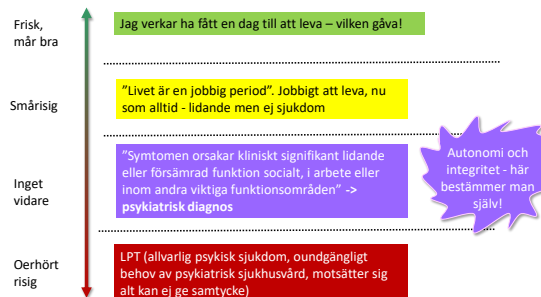 Frisk,
mår bra
Jag verkar ha fått en dag till att leva – vilken gåva!
Smårisig
”Livet är en jobbig period”. Jobbigt att leva, nu
som alltid - lidande men ej sjukdom
Inget
vidare
”Symtomen orsakar kliniskt signifikant lidande
eller försämrad funktion socialt, i arbete eller
inom andra viktiga funktionsområden” ->
psykiatrisk diagnos
Autonomi och
integritet - här
bestämmer man
själv!
Oerhört
risig
LPT (allvarlig psykisk sjukdom, oundgängligt
behov av psykiatrisk sjukhusvård, motsätter sig
alt kan ej ge samtycke)